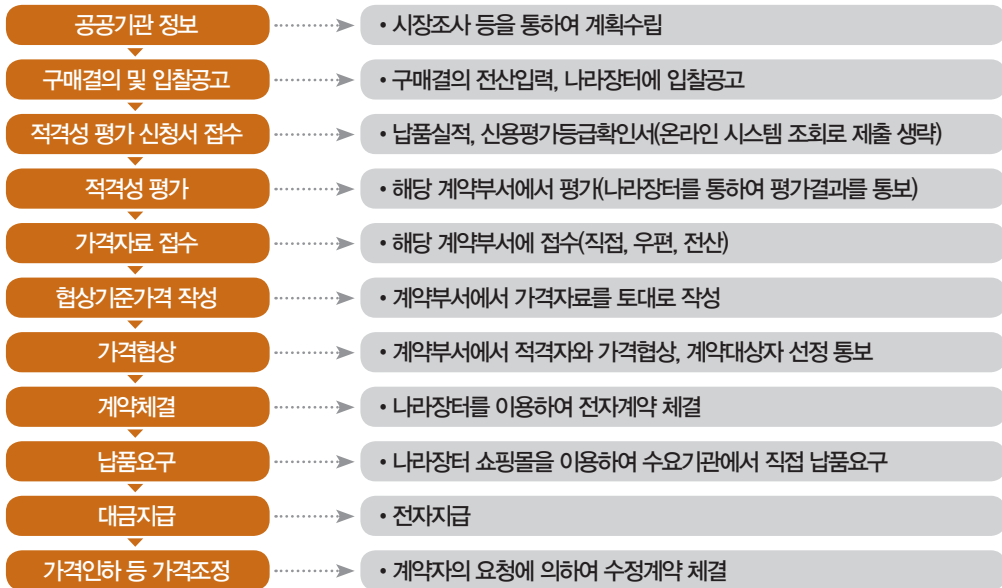 공공기관 정보
• 시장조사 등을 통하여 계획수립
구매결의 및 입찰공고
• 구매결의 전산입력, 나라장터에 입찰공고
적격성 평가 신청서 접수
• 납품실적, 신용평가등급확인서(온라인 시스템 조회로 제출 생략)
적격성 평가
• 해당 계약부서에서 평가(나라장터를 통하여 평가결과를 통보)
가격자료 접수
• 해당 계약부서에 접수(직접, 우편, 전산)
협상기준가격 작성
• 계약부서에서 가격자료를 토대로 작성
가격협상
• 계약부서에서 적격자와 가격협상, 계약대상자 선정 통보
계약체결
• 나라장터를 이용하여 전자계약 체결
납품요구
• 나라장터 쇼핑몰을 이용하여 수요기관에서 직접 납품요구
대금지급
• 전자지급
가격인하 등 가격조정
• 계약자의 요청에 의하여 수정계약 체결